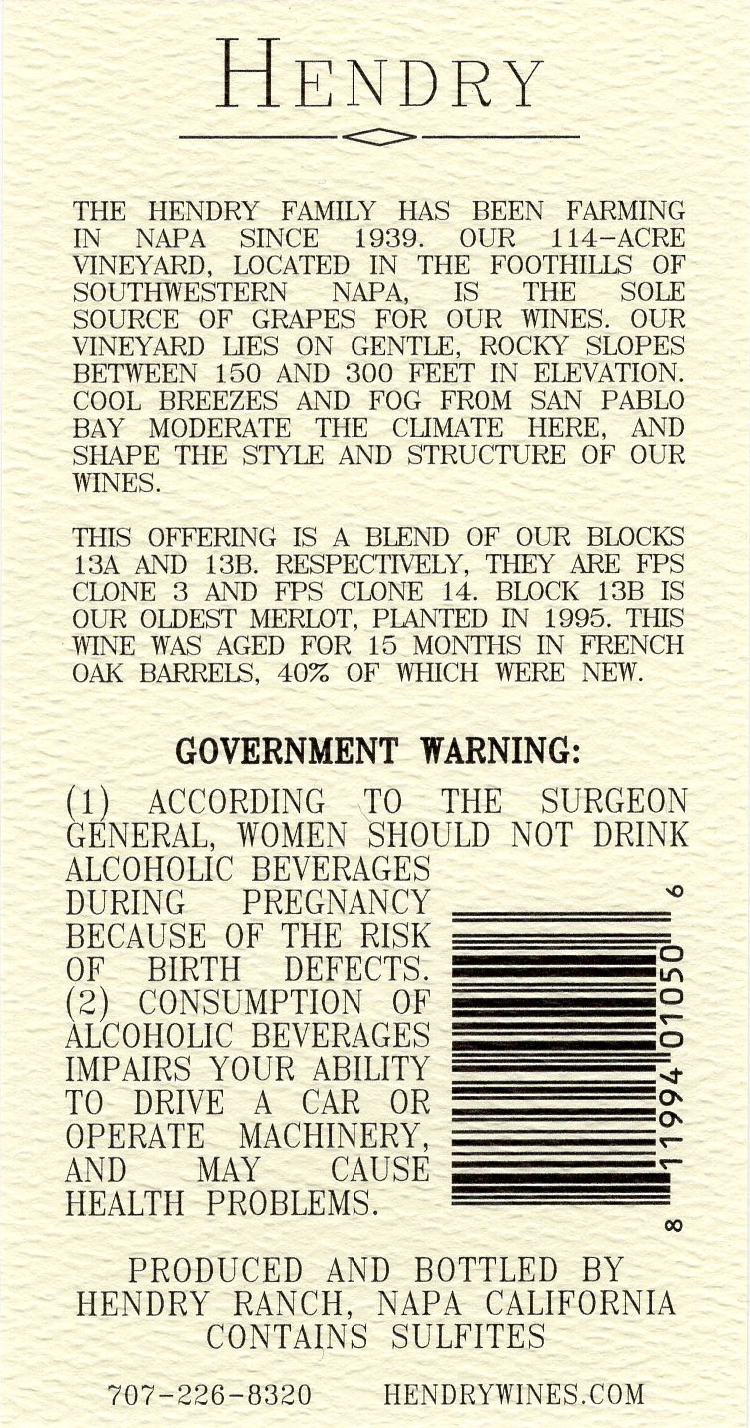 HENDRY
THE HENDRY FAMILY HAS BEEN FARMING
IN NAPA SINCE 1939. OUR 114-ACRE
VINEYARD, LOCATED IN THE FOOTHILLS OF
SOUTHWESTERN NAPA, IS THE SOLE
SOURCE OF GRAPES FOR OUR WINES. OUR
VINEYARD LIES ON GENTLE, ROCKY SLOPES
BETWEEN 150 AND 300 FEET IN ELEVATION.
COOL BREEZES AND FOG FROM SAN PABLO
BAY MODERATE THE CLIMATE HERE, AND
SHAPE THE STYLE AND STRUCTURE OF OUR
WINES.
THIS OFFERING IS A BLEND OF OUR BLOCKS
13A AND 13B. RESPECTIVELY, THEY ARE FPS
CLONE 3 AND FPS CLONE 14. BLOCK 13B IS
OUR OLDEST MERLOT, PLANTED IN 1995. THIS
WINE WAS AGED FOR 15 MONTHS IN FRENCH
OAK BARRELS, 40% OF WHICH WERE NEW.
GOVERNMENT WARNING:
(1) ACCORDING TO THE SURGEON
GENERAL, WOMEN SHOULD NOT DRINK
ALCOHOLIC BEVERAGES
DURING PREGNANCY
BECAUSE OF THE RISK
OF BIRTH DEFECTS.
(2) CONSUMPTION OF
ALCOHOLIC BEVERAGES
IMPAIRS YOUR ABILITY
TO DRIVE A CAR OR
OPERATE MACHINERY,
AND MAY CAUSE
HEALTH PROBLEMS.
8 11994 01050 6
PRODUCED AND BOTTLED BY
HENDRY RANCH, NAPA CALIFORNIA
CONTAINS SULFITES
707-226-8320 HENDRYWINES.COM